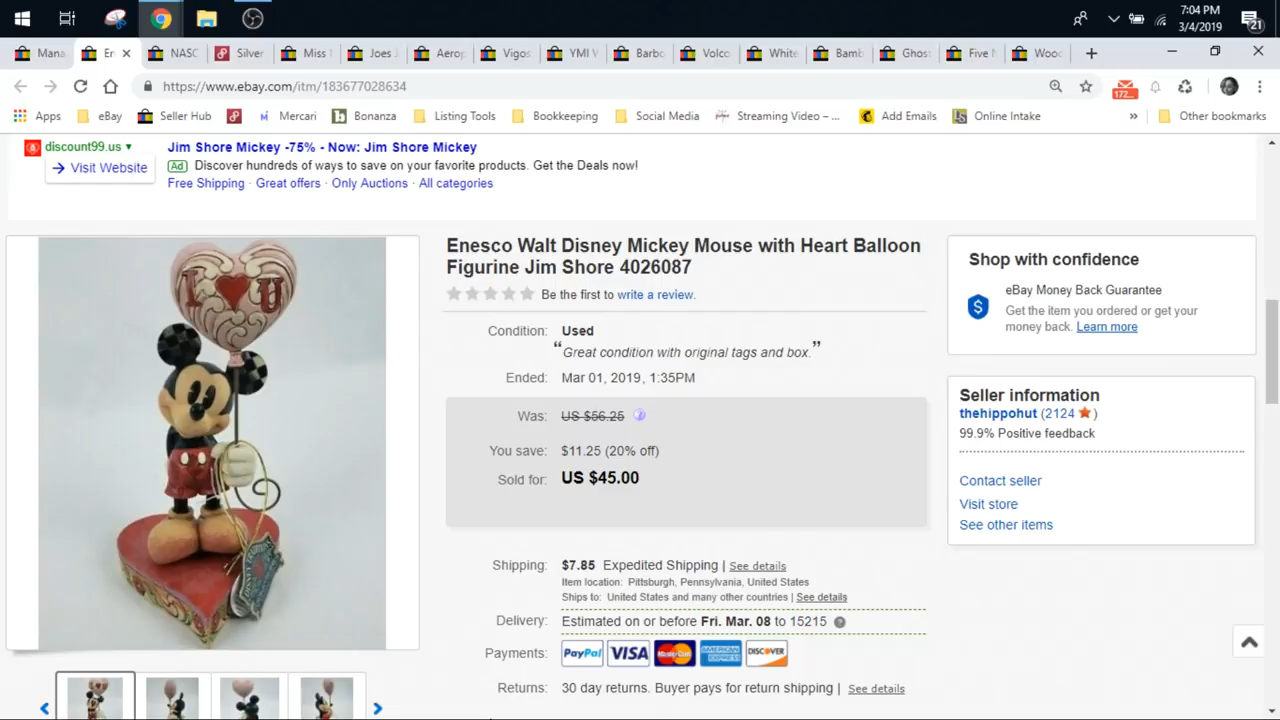 7:04 PM
3/4/2019
21
Mana
En
NASC
Silver
Miss
Joes
Aerop
Vigos
YMI
Barbo
Volco
White
Bamb
Ghost
Five
Wood
https://www.ebay.com/itm/183677028634
172...
Apps
eBay
Seller Hub
Mercari
Bonanza
Listing Tools
Bookkeeping
Social Media
Streaming Video – ...
Add Emails
Online Intake
Other bookmarks
discount99.us
Visit Website
Jim Shore Mickey -75% - Now: Jim Shore Mickey
Ad Discover hundreds of ways to save on your favorite products. Get the Deals now!
Free Shipping · Great offers · Only Auctions · All categories
I U
Enesco Walt Disney Mickey Mouse with Heart Balloon
Figurine Jim Shore 4026087
Be the first to write a review.
Condition: Used
“Great condition with original tags and box.”
Ended: Mar 01, 2019, 1:35PM
Was: US $56.25
You save: $11.25 (20% off)
Sold for: US $45.00
Shipping: $7.85 Expedited Shipping | See details
Item location: Pittsburgh, Pennsylvania, United States
Ships to: United States and many other countries | See details
Delivery: Estimated on or before Fri. Mar. 08 to 15215
Payments: PayPal VISA MasterCard AMERICAN EXPRESS DISCOVER
Returns: 30 day returns. Buyer pays for return shipping | See details
Shop with confidence
eBay Money Back Guarantee
Get the item you ordered or get your
money back. Learn more
Seller information
thehippohut (2124 )
99.9% Positive feedback
Contact seller
Visit store
See other items